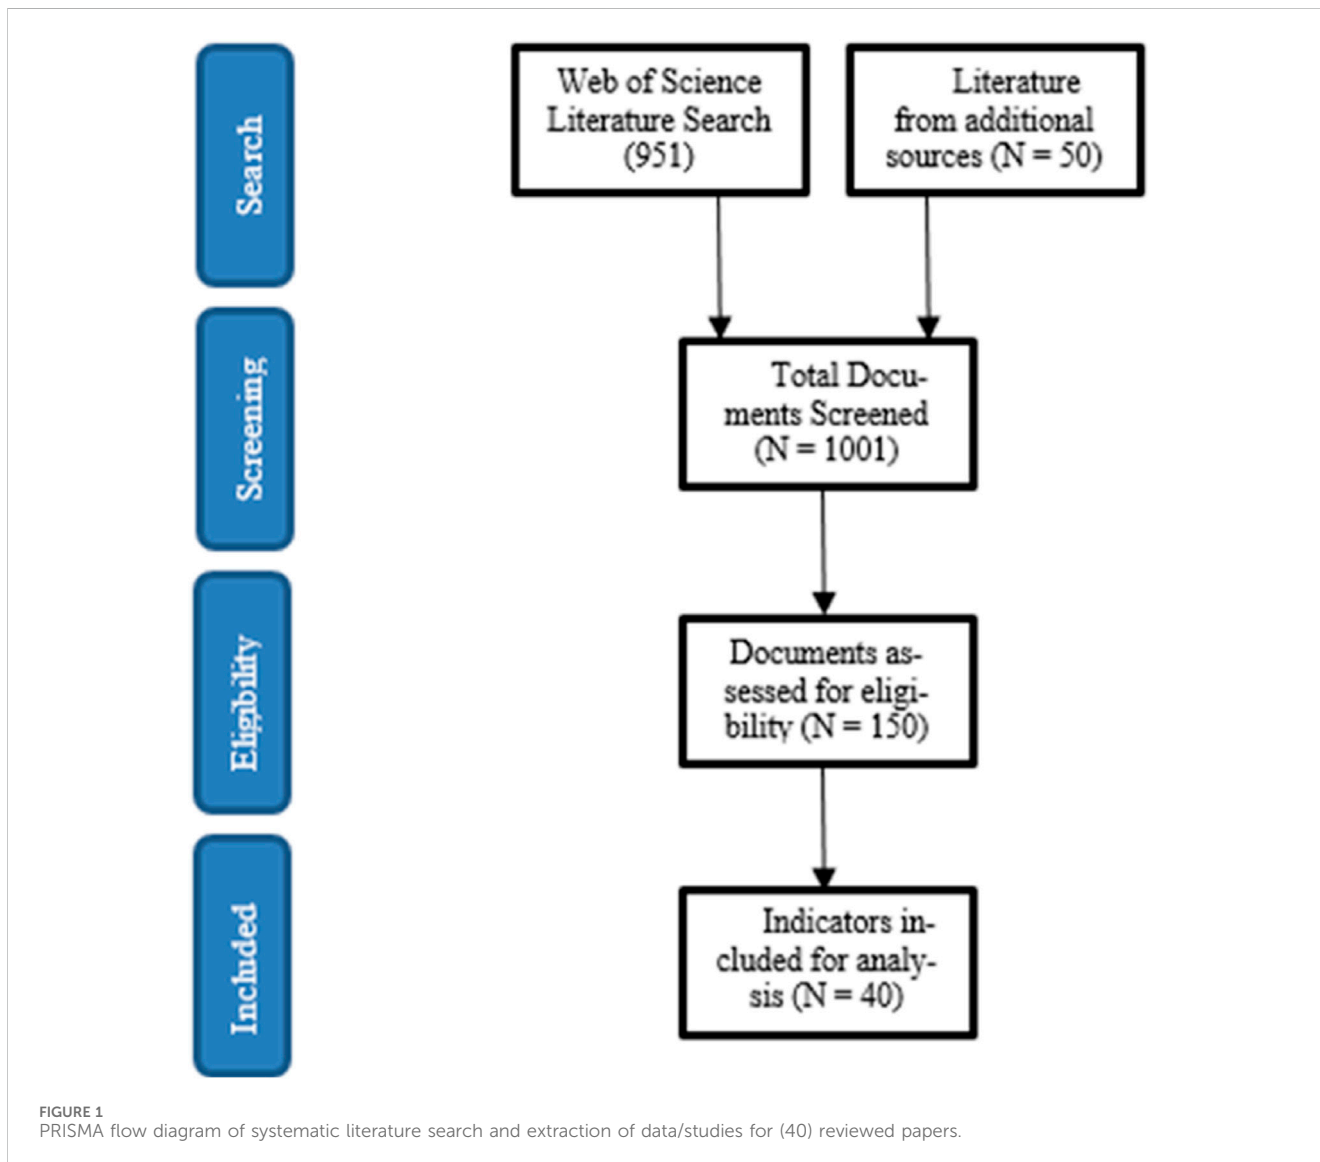 Search
Web of Science
Literature Search
(951)
Literature
from additional
sources (N = 50)
Screening
Total Docu-
ments Screened
(N = 1001)
Eligibility
Documents as-
sessed for eligi-
bility (N = 150)
Included
Indicators in-
cluded for analy-
sis (N = 40)
FIGURE 1
PRISMA flow diagram of systematic literature search and extraction of data/studies for (40) reviewed papers.